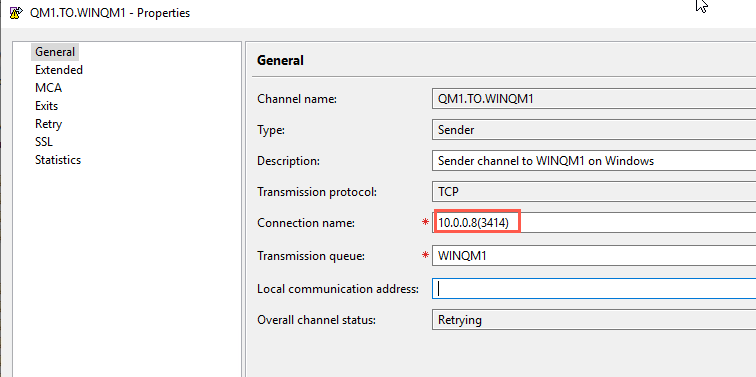 QM1.TO.WINQM1 - Properties
General
Extended
MCA
Exits
Retry
SSL
Statistics
General
Channel name: QM1.TO.WINQM1
Type: Sender
Description: Sender channel to WINQM1 on Windows
Transmission protocol: TCP
Connection name: * 10.0.0.8(3414)
Transmission queue: * WINQM1
Local communication address:
Overall channel status: Retrying